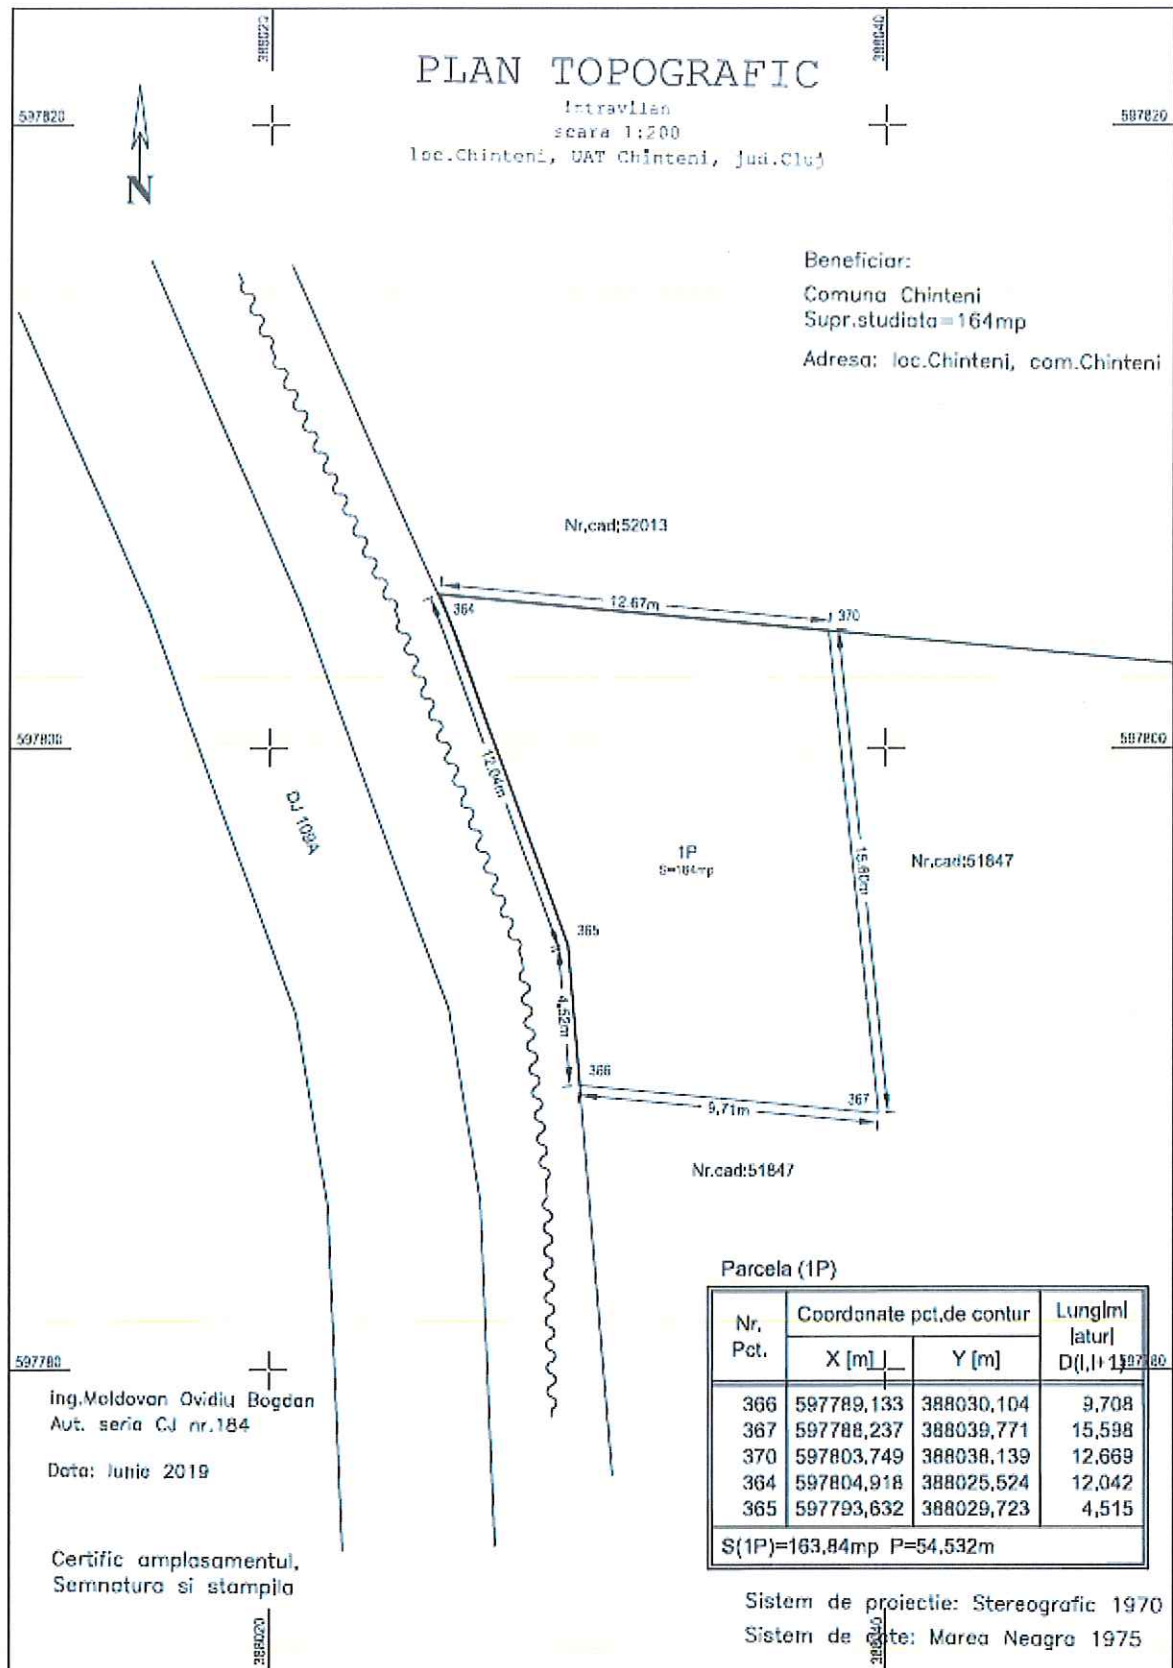 388020
388040
PLAN TOPOGRAFIC
597820
597820
intravilan
scara 1:200
loc.Chinteni, UAT Chinteni, jud.Cluj
N
Beneficiar:
Comuna Chinteni
Supr.studiata=164mp
Adresa: loc.Chinteni, com.Chinteni
Nr,cad:52013
364
12.67m
370
597800
597800
12,04m
DJ 109A
1P
S=164mp
15.60m
Nr.cad:51847
365
4,52m
366
367
9,71m
Nr.cad:51847
Parcela (1P)
Nr. Pct. Coordonate pct.de contur Lung|m| |atur| D(i,i+1)
X [m] Y [m]
597780
597780
366 597789,133 388030,104 9,708
367 597788,237 388039,771 15,598
370 597803,749 388038,139 12,669
364 597804,918 388025,524 12,042
365 597793,632 388029,723 4,515
S(1P)=163,84mp P=54,532m
ing.Moldovan Ovidiu Bogdan
Aut. seria CJ nr.184
Data: Iunie 2019
Certific amplasamentul,
Semnatura si stampila
Sistem de proiectie: Stereografic 1970
Sistem de cote: Marea Neagra 1975
388020
388040